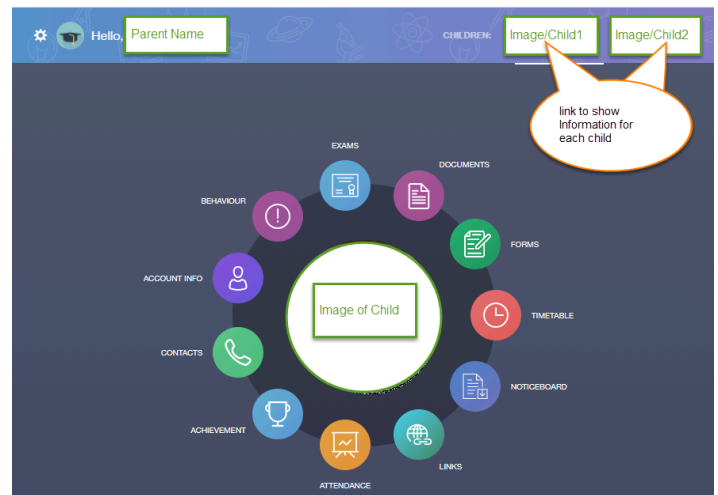 Hello,
Parent Name
CHILDREN:
Image/Child1
Image/Child2
link to show
Information for
each child
EXAMS
DOCUMENTS
BEHAVIOUR
FORMS
ACCOUNT INFO
Image of Child
TIMETABLE
CONTACTS
NOTICEBOARD
ACHIEVEMENT
LINKS
ATTENDANCE